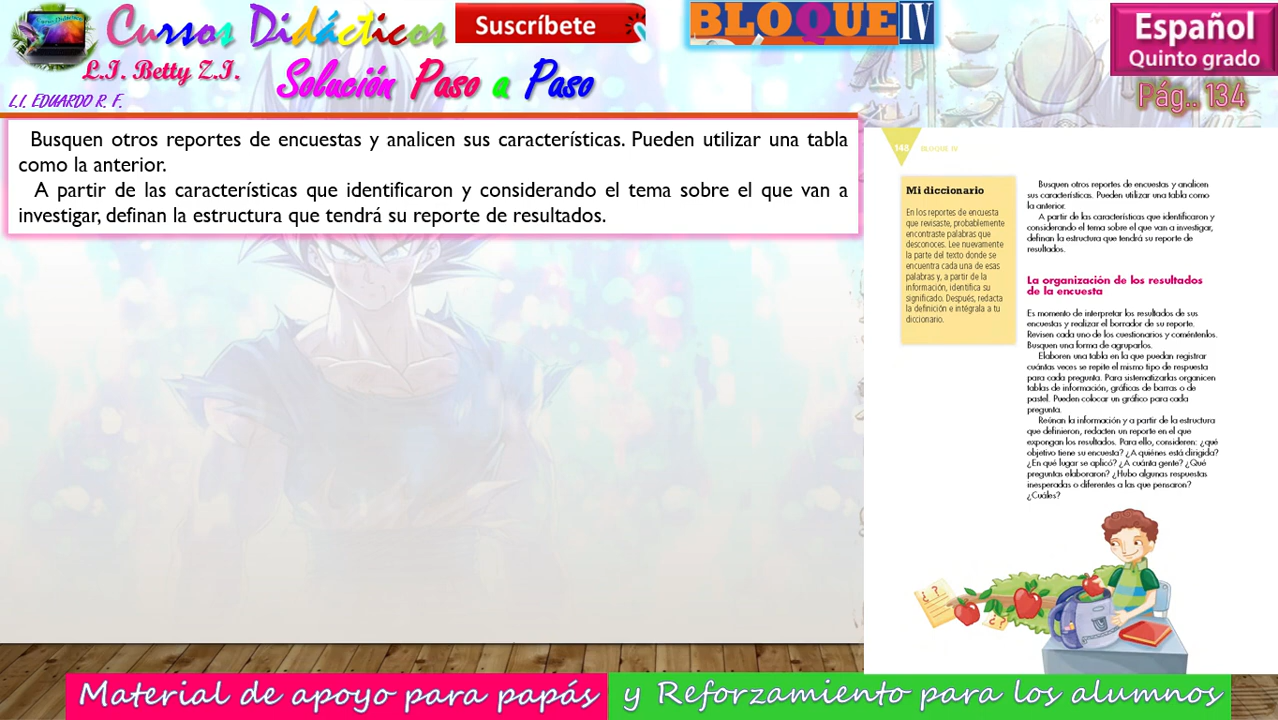 Cursos Didácticos
Suscríbete
BLOQUE IV
Español
Quinto grado
L.I. Betty Z.I.
Solución Paso a Paso
L.I. EDUARDO R. F.
Pág.. 134
Busquen otros reportes de encuestas y analicen sus características. Pueden utilizar una tabla
como la anterior.
A partir de las características que identificaron y considerando el tema sobre el que van a
investigar, definan la estructura que tendrá su reporte de resultados.
148 BLOQUE IV
Mi diccionario
En los reportes de encuesta
que revisaste, probablemente
encontraste palabras que
desconoces. Lee nuevamente
la parte del texto donde se
encuentra cada una de esas
palabras y, a partir de la
información, identifica su
significado. Después, redacta
la definición e intégrala a tu
diccionario.
Busquen otros reportes de encuestas y analicen
sus características. Pueden utilizar una tabla como
la anterior.
A partir de las características que identificaron y
considerando el tema sobre el que van a investigar,
definan la estructura que tendrá su reporte de
resultados.
La organización de los resultados
de la encuesta
Es momento de interpretar los resultados de sus
encuestas y realizar el borrador de su reporte.
Revisen cada uno de los cuestionarios y coméntenlos.
Busquen una forma de agruparlos.
Elaboren una tabla en la que puedan registrar
cuántas veces se repite el mismo tipo de respuesta
para cada pregunta. Para sistematizarlas organicen
tablas de información, gráficas de barras o de
pastel. Pueden colocar un gráfico para cada
pregunta.
Reúnan la información y a partir de la estructura
que definieron, redacten un reporte en el que
expongan los resultados. Para ello, consideren: ¿qué
objetivo tiene su encuesta? ¿A quiénes está dirigida?
¿En qué lugar se aplicó? ¿A cuánta gente? ¿Qué
preguntas elaboraron? ¿Hubo algunas respuestas
inesperadas o diferentes a las que pensaron?
¿Cuáles?
¿ ?
¿ ?
Material de apoyo para papás y Reforzamiento para los alumnos